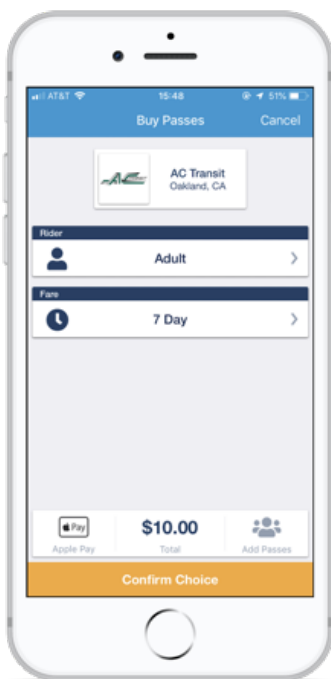 AT&T 15:48 51%
Buy Passes Cancel
AC
AC Transit
Oakland, CA
Rider
Adult
Fare
7 Day
Pay $10.00
Apple Pay Total Add Passes
Confirm Choice